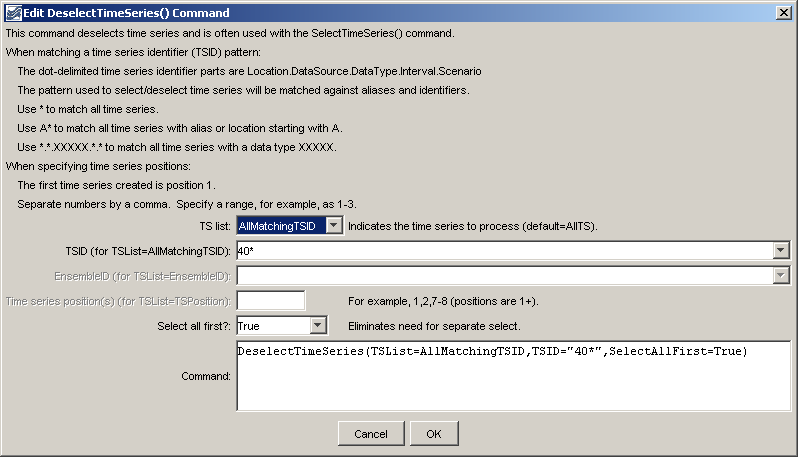 Edit DeselectTimeSeries() Command
This command deselects time series and is often used with the SelectTimeSeries() command.
When matching a time series identifier (TSID) pattern:
The dot-delimited time series identifier parts are Location.DataSource.DataType.Interval.Scenario
The pattern used to select/deselect time series will be matched against aliases and identifiers.
Use * to match all time series.
Use A* to match all time series with alias or location starting with A.
Use *.*.XXXXX.*.* to match all time series with a data type XXXXX.
When specifying time series positions:
The first time series created is position 1.
Separate numbers by a comma.  Specify a range, for example, as 1-3.
TS list: AllMatchingTSID Indicates the time series to process (default=AllTS).
TSID (for TSList=AllMatchingTSID): 40*
EnsembleID (for TSList=EnsembleID):
Time series position(s) (for TSList=TSPosition): For example, 1,2,7-8 (positions are 1+).
Select all first?: True Eliminates need for separate select.
Command: DeselectTimeSeries(TSList=AllMatchingTSID,TSID="40*",SelectAllFirst=True)
Cancel OK